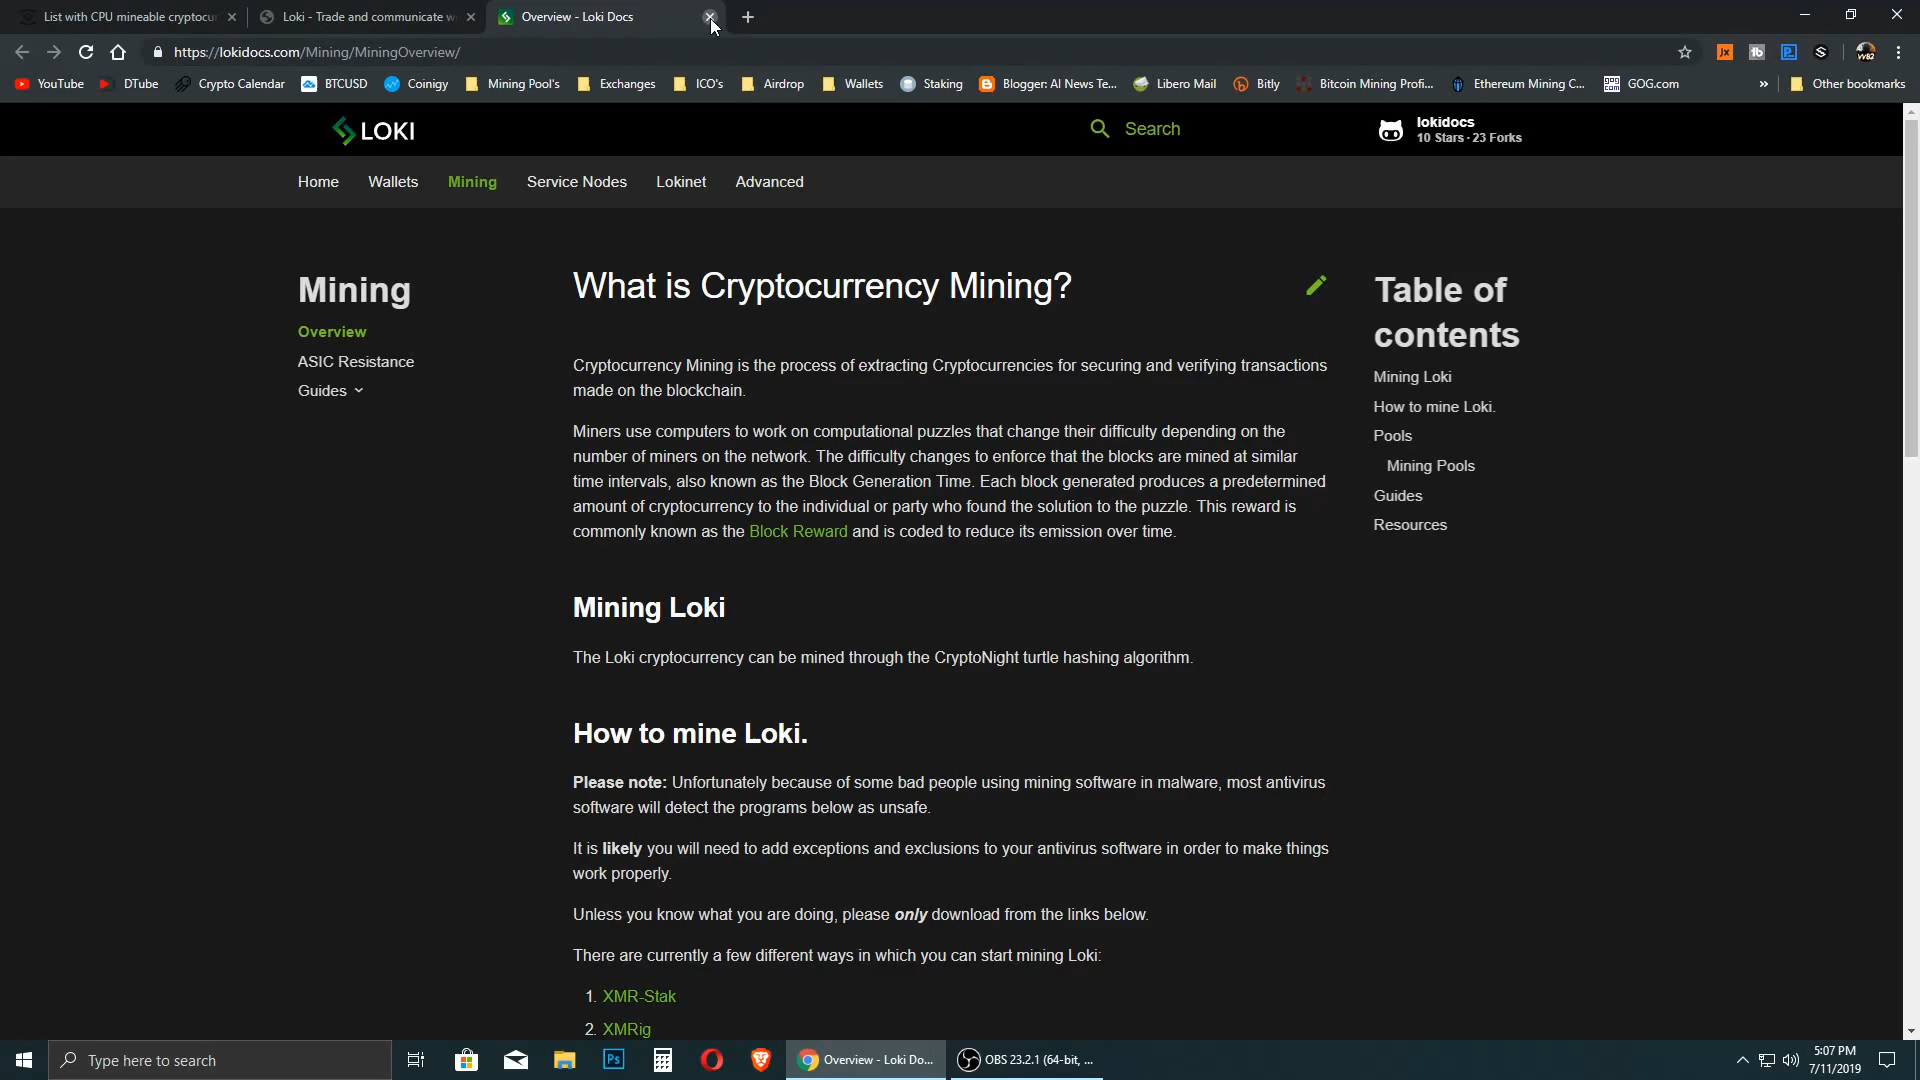 List with CPU mineable cryptocur
Loki - Trade and communicate w
Overview - Loki Docs
https://lokidocs.com/Mining/MiningOverview/
YouTube
DTube
Crypto Calendar
BTCUSD
Coinigy
Mining Pool's
Exchanges
ICO's
Airdrop
Wallets
Staking
Blogger: AI News Te...
Libero Mail
Bitly
Bitcoin Mining Profi...
Ethereum Mining C...
GOG.com
»
Other bookmarks
LOKI
Search
lokidocs
10 Stars · 23 Forks
Home
Wallets
Mining
Service Nodes
Lokinet
Advanced
Mining
Overview
ASIC Resistance
Guides
What is Cryptocurrency Mining?
Cryptocurrency Mining is the process of extracting Cryptocurrencies for securing and verifying transactions
made on the blockchain.
Miners use computers to work on computational puzzles that change their difficulty depending on the
number of miners on the network. The difficulty changes to enforce that the blocks are mined at similar
time intervals, also known as the Block Generation Time. Each block generated produces a predetermined
amount of cryptocurrency to the individual or party who found the solution to the puzzle. This reward is
commonly known as the Block Reward and is coded to reduce its emission over time.
Mining Loki
The Loki cryptocurrency can be mined through the CryptoNight turtle hashing algorithm.
How to mine Loki.
Please note: Unfortunately because of some bad people using mining software in malware, most antivirus
software will detect the programs below as unsafe.
It is likely you will need to add exceptions and exclusions to your antivirus software in order to make things
work properly.
Unless you know what you are doing, please only download from the links below.
There are currently a few different ways in which you can start mining Loki:
1. XMR-Stak
2. XMRig
Table of
contents
Mining Loki
How to mine Loki.
Pools
Mining Pools
Guides
Resources
Type here to search
Ps
Overview - Loki Do...
OBS 23.2.1 (64-bit, ...
5:07 PM
7/11/2019